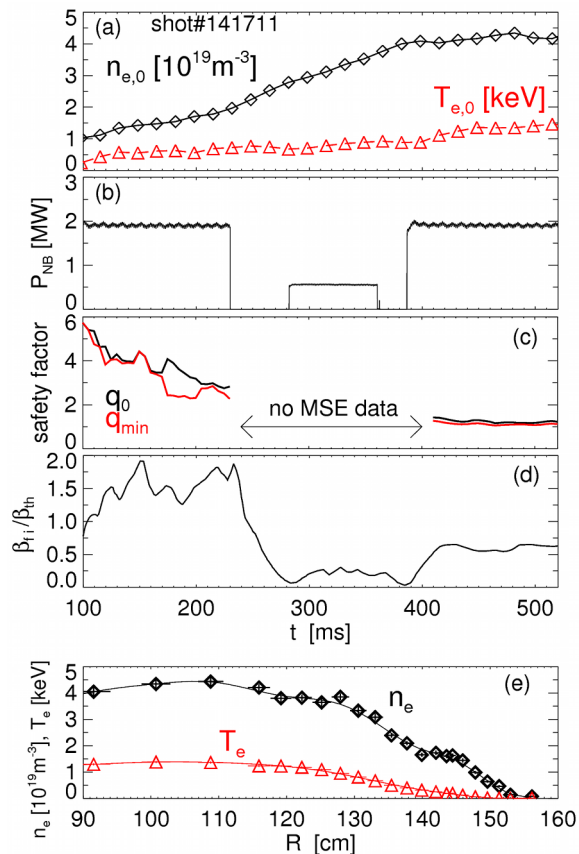 (a) shot#141711
n_{e,0} [10^{19}m^{-3}]
T_{e,0} [keV]
5
4
3
2
1
0
(b)
P_{NB} [MW]
3
2
1
0
(c)
safety factor
6
4
2
0
q_0
q_{min}
no MSE data
(d)
β_{fi}/β_{th}
2.0
1.5
1.0
0.5
0.0
100 200 300 400 500
t [ms]
(e)
n_e [10^{19}m^{-3}], T_e [keV]
5
4
3
2
1
0
n_e
T_e
90 100 110 120 130 140 150 160
R [cm]